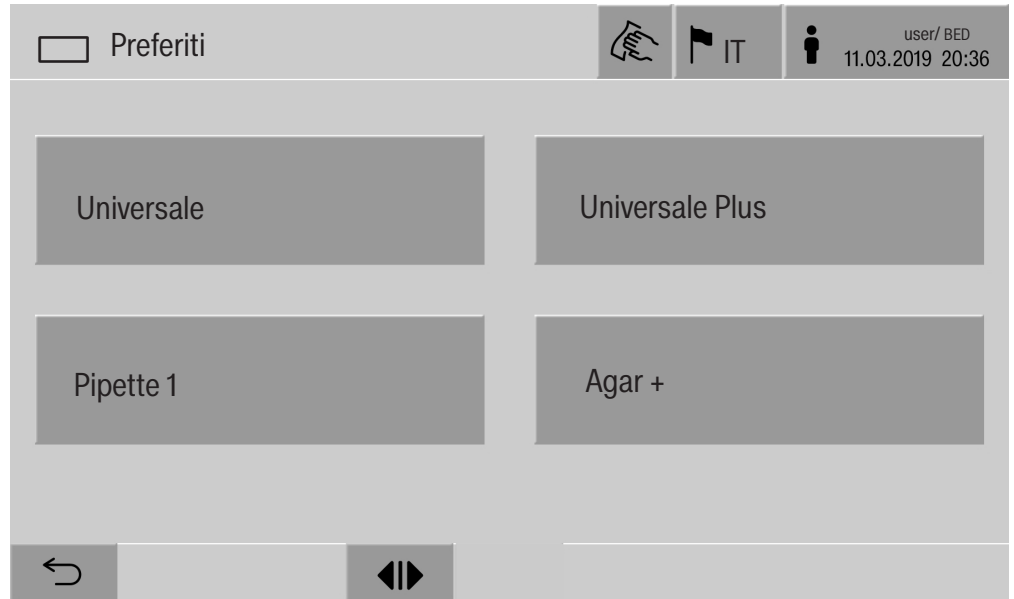 Preferiti
IT
user/ BED
11.03.2019 20:36
Universale
Universale Plus
Pipette 1
Agar +